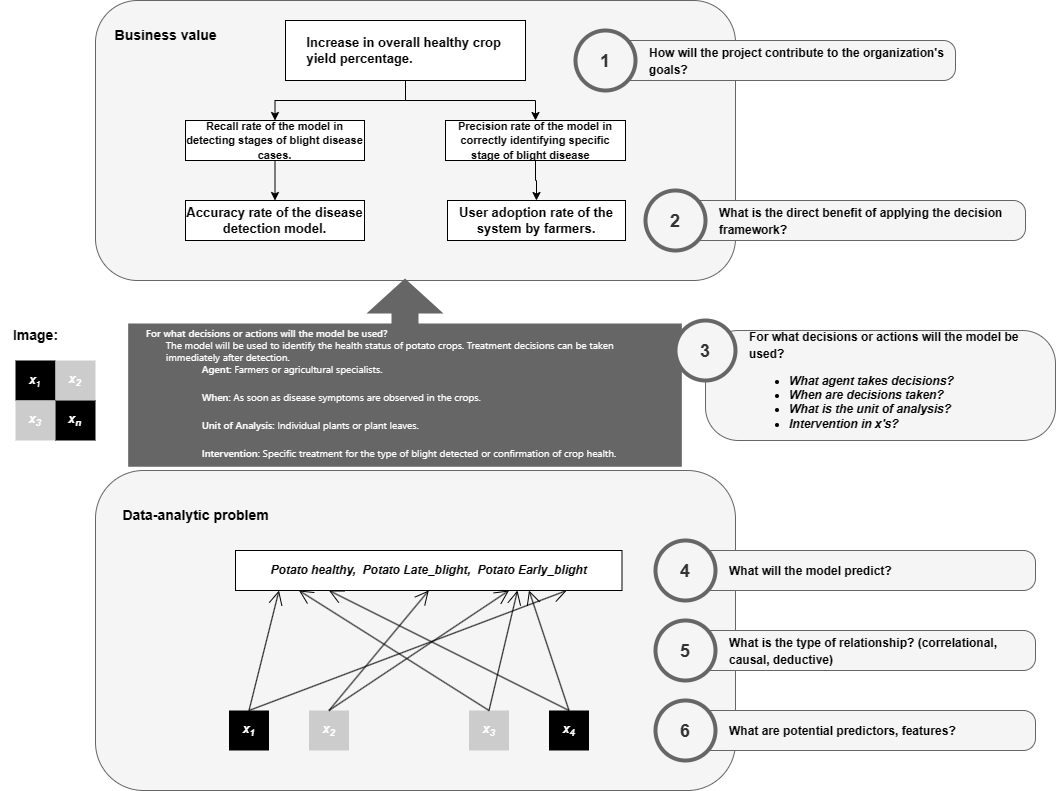 Business value
Increase in overall healthy crop
yield percentage.
1
How will the project contribute to the organization's
goals?
Recall rate of the model in
detecting stages of blight disease
cases.
Precision rate of the model in
correctly identifying specific
stage of blight disease
Accuracy rate of the disease
detection model.
User adoption rate of the
system by farmers.
2
What is the direct benefit of applying the decision
framework?
Image:
x1
x2
x3
xn
For what decisions or actions will the model be used?
The model will be used to identify the health status of potato crops. Treatment decisions can be taken
immediately after detection.
Agent: Farmers or agricultural specialists.
When: As soon as disease symptoms are observed in the crops.
Unit of Analysis: Individual plants or plant leaves.
Intervention: Specific treatment for the type of blight detected or confirmation of crop health.
3
For what decisions or actions will the model be
used?
• What agent takes decisions?
• When are decisions taken?
• What is the unit of analysis?
• Intervention in x's?
Data-analytic problem
Potato healthy, Potato Late_blight, Potato Early_blight
4
What will the model predict?
5
What is the type of relationship? (correlational,
causal, deductive)
x1
x2
x3
x4
6
What are potential predictors, features?